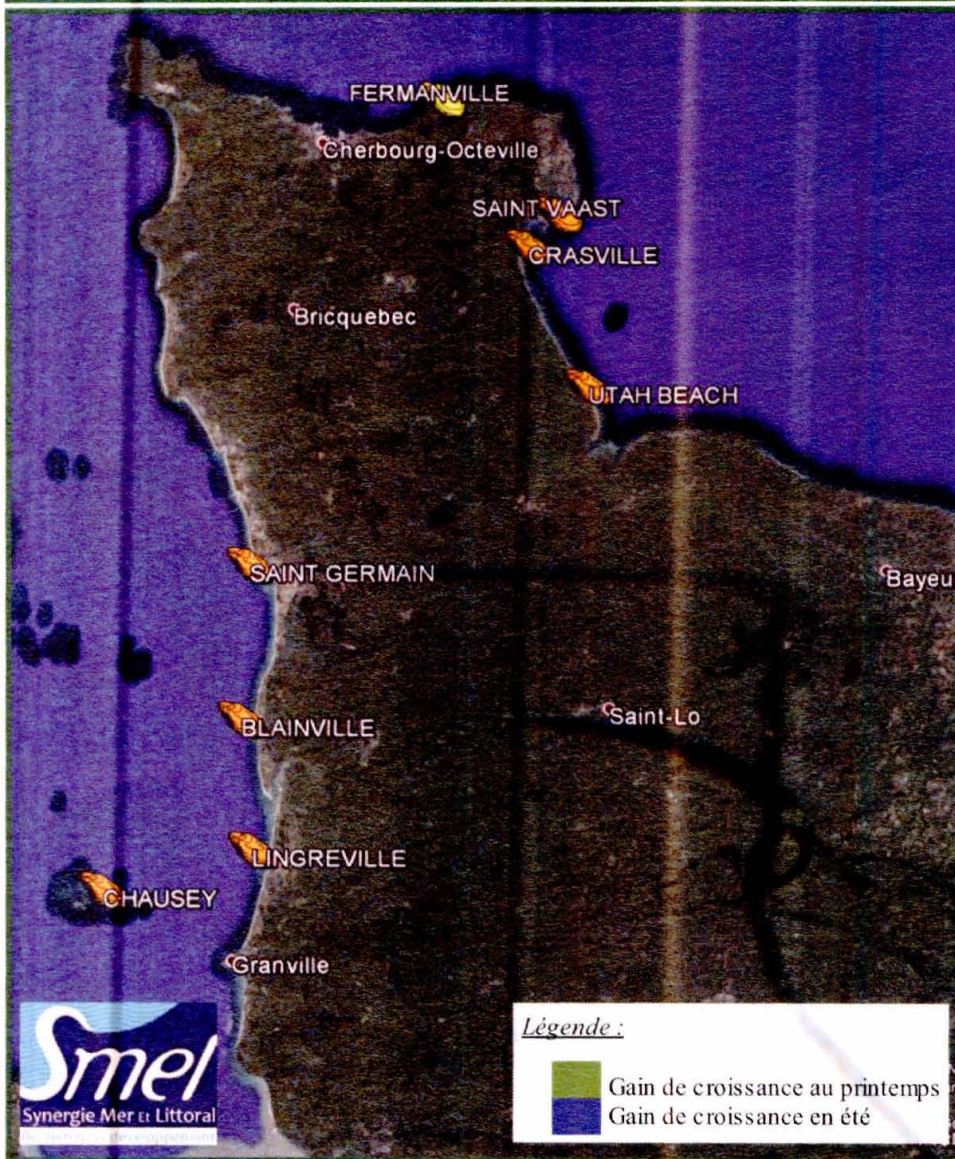 FERMANVILLE
Cherbourg-Octeville
SAINT VAAST
CRASVILLE
Bricquebec
UTAH BEACH
SAINT GERMAIN
Bayeu
BLAINVILLE
Saint-Lo
LINGREVILLE
CHAUSEY
Granville
Smel
Synergie Mer Et Littoral
Légende :
Gain de croissance au printemps
Gain de croissance en été